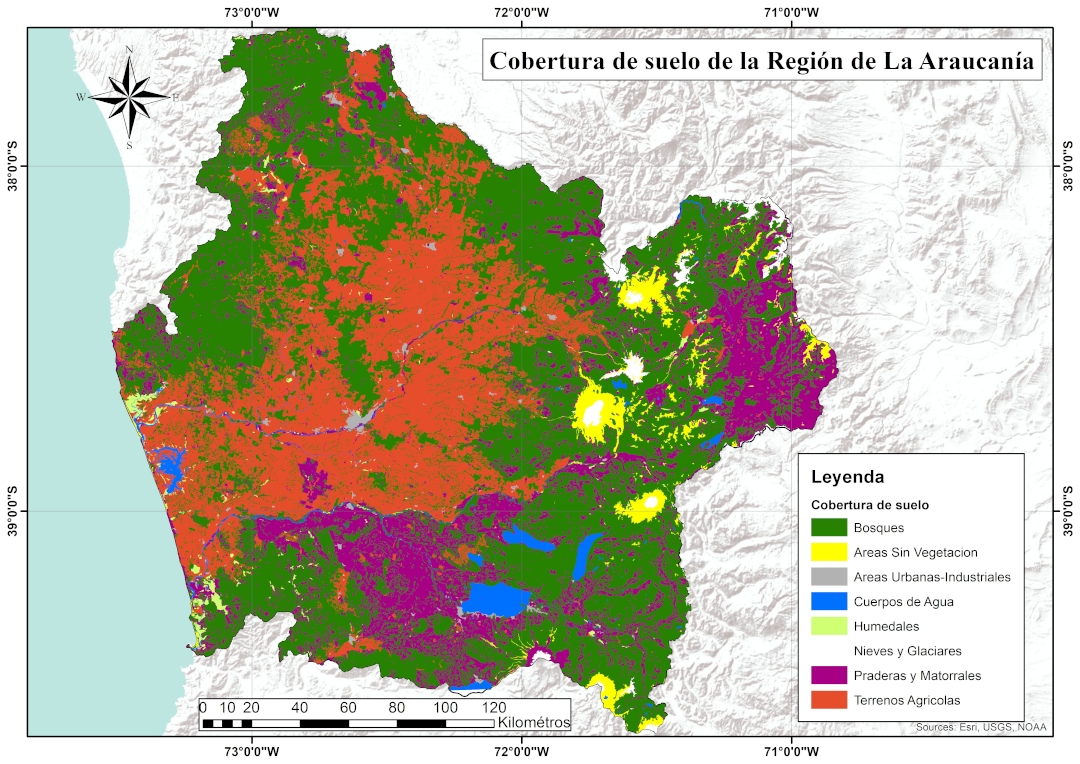 73°0'0"W 72°0'0"W 71°0'0"W
Cobertura de suelo de la Región de La Araucanía
N
W E
S
38°0'0"S 38°0'0"S
39°0'0"S 39°0'0"S
Leyenda
Cobertura de suelo
Bosques
Areas Sin Vegetacion
Areas Urbanas-Industriales
Cuerpos de Agua
Humedales
Nieves y Glaciares
Praderas y Matorrales
Terrenos Agricolas
0 10 20 40 60 80 100 120
Kilométros
Sources: Esri, USGS, NOAA
73°0'0"W 72°0'0"W 71°0'0"W